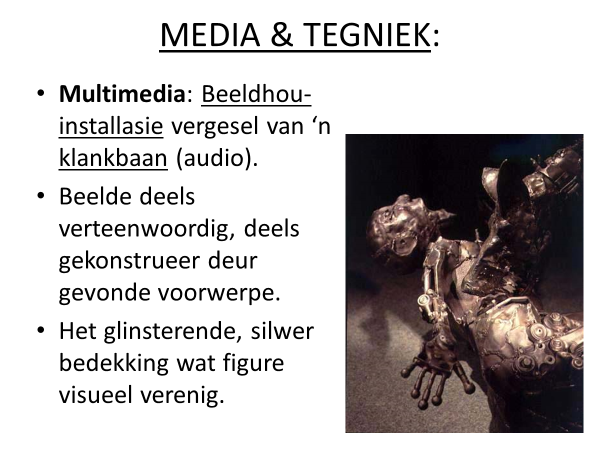 MEDIA & TEGNIEK:
• Multimedia: Beeldhou-
installasie vergesel van ‘n
klankbaan (audio).
• Beelde deels
verteenwoordig, deels
gekonstrueer deur
gevonde voorwerpe.
• Het glinsterende, silwer
bedekking wat figure
visueel verenig.